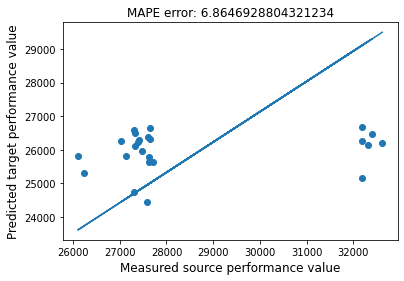 MAPE error: 6.8646928804321234
Predicted target performance value
29000
28000
27000
26000
25000
24000
26000 27000 28000 29000 30000 31000 32000
Measured source performance value